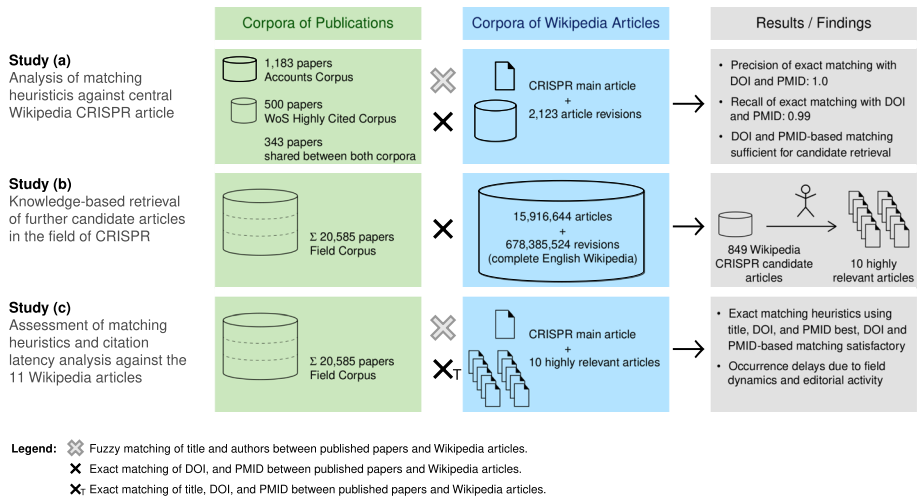 Corpora of Publications
Corpora of Wikipedia Articles
Results / Findings
Study (a)
Analysis of matching
heuristicis against central
Wikipedia CRISPR article
1,183 papers
Accounts Corpus
500 papers
WoS Highly Cited Corpus
343 papers
shared between both corpora
CRISPR main article
+
2,123 article revisions
• Precision of exact matching with
DOI and PMID: 1.0
• Recall of exact matching with DOI
and PMID: 0.99
• DOI and PMID-based matching
sufficient for candidate retrieval
Study (b)
Knowledge-based retrieval
of further candidate articles
in the field of CRISPR
Σ 20,585 papers
Field Corpus
15,916,644 articles
+
678,385,524 revisions
(complete English Wikipedia)
849 Wikipedia
CRISPR candidate
articles
10 highly
relevant articles
Study (c)
Assessment of matching
heuristics and citation
latency analysis against the
11 Wikipedia articles
Σ 20,585 papers
Field Corpus
T
CRISPR main article
+
10 highly relevant articles
• Exact matching heuristics using
title, DOI, and PMID best, DOI and
PMID-based matching satisfactory
• Occurrence delays due to field
dynamics and editorial activity
Legend:
Fuzzy matching of title and authors between published papers and Wikipedia articles.
Exact matching of DOI, and PMID between published papers and Wikipedia articles.
T Exact matching of title, DOI, and PMID between published papers and Wikipedia articles.